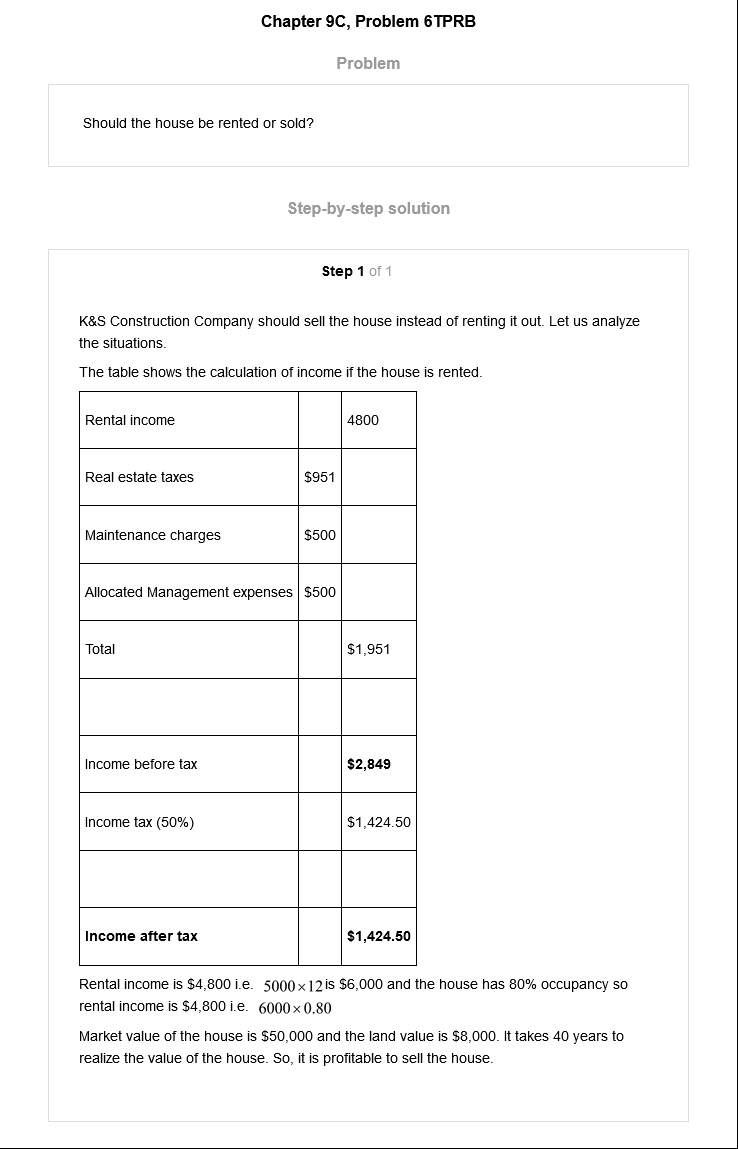 Chapter 9C, Problem 6TPRB
Problem
Should the house be rented or sold?
Step-by-step solution
Step 1 of 1
K&S Construction Company should sell the house instead of renting it out. Let us analyze
the situations.
The table shows the calculation of income if the house is rented.
Rental income 4800
Real estate taxes $951
Maintenance charges $500
Allocated Management expenses $500
Total $1,951
Income before tax $2,849
Income tax (50%) $1,424.50
Income after tax $1,424.50
Rental income is $4,800 i.e. 5000×12 is $6,000 and the house has 80% occupancy so
rental income is $4,800 i.e. 6000×0.80
Market value of the house is $50,000 and the land value is $8,000. It takes 40 years to
realize the value of the house. So, it is profitable to sell the house.